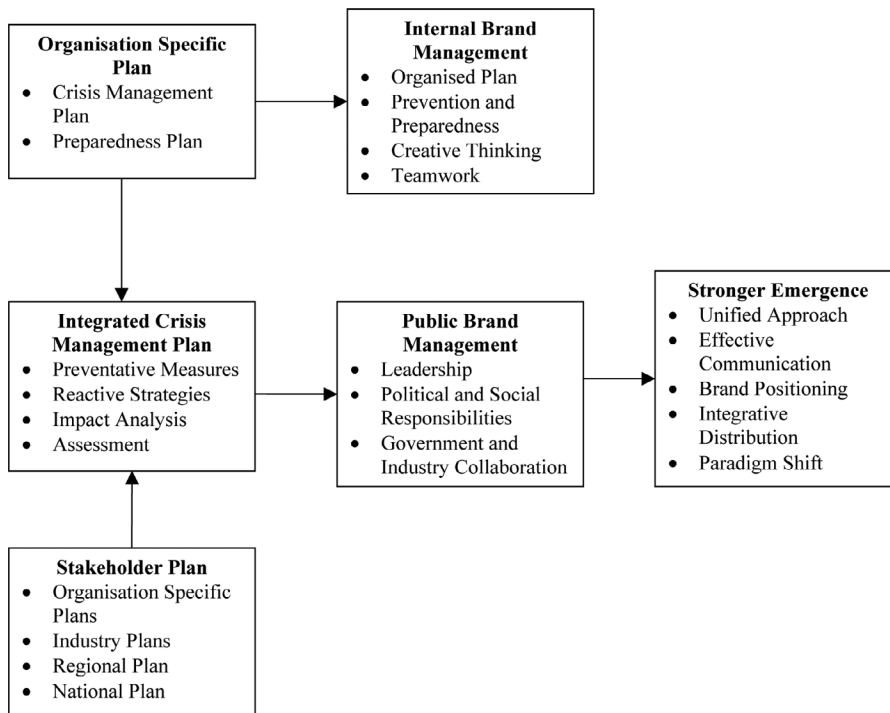 Organisation Specific
Plan
• Crisis Management
Plan
• Preparedness Plan
Internal Brand
Management
• Organised Plan
• Prevention and
Preparedness
• Creative Thinking
• Teamwork
Integrated Crisis
Management Plan
• Preventative Measures
• Reactive Strategies
• Impact Analysis
• Assessment
Public Brand
Management
• Leadership
• Political and Social
Responsibilities
• Government and
Industry Collaboration
Stronger Emergence
• Unified Approach
• Effective
Communication
• Brand Positioning
• Integrative
Distribution
• Paradigm Shift
Stakeholder Plan
• Organisation Specific
Plans
• Industry Plans
• Regional Plan
• National Plan